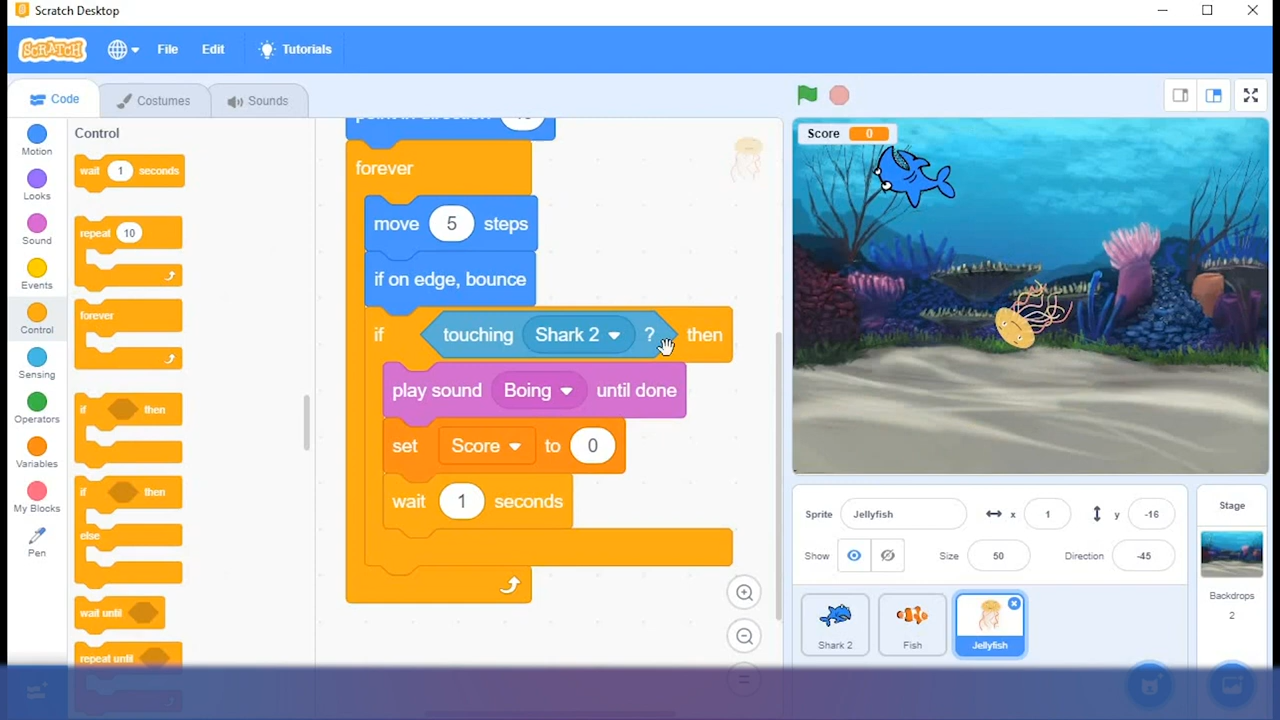 Scratch Desktop
SCRATCH File Edit Tutorials
Code Costumes Sounds
Motion
Looks
Sound
Events
Control
Sensing
Operators
Variables
My Blocks
Pen
Control
wait 1 seconds
repeat 10
forever
if then
if then
else
wait until
repeat until
point in direction
forever
move 5 steps
if on edge, bounce
if touching Shark 2 ? then
play sound Boing until done
set Score to 0
wait 1 seconds
Score 0
Sprite Jellyfish x 1 y -16
Show Size 50 Direction -45
Shark 2 Fish Jellyfish
Stage
Backdrops
2